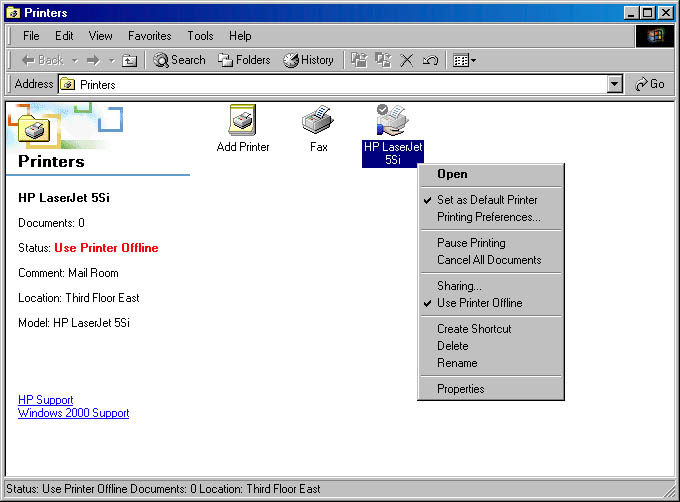 Printers
File Edit View Favorites Tools Help
Back Search Folders History
Address Printers Go
Printers
HP LaserJet 5Si
Documents: 0
Status: Use Printer Offline
Comment: Mail Room
Location: Third Floor East
Model: HP LaserJet 5Si
HP Support
Windows 2000 Support
Add Printer
Fax
HP LaserJet
5Si
Open
Set as Default Printer
Printing Preferences...
Pause Printing
Cancel All Documents
Sharing...
Use Printer Offline
Create Shortcut
Delete
Rename
Properties
Status: Use Printer Offline Documents: 0 Location: Third Floor East